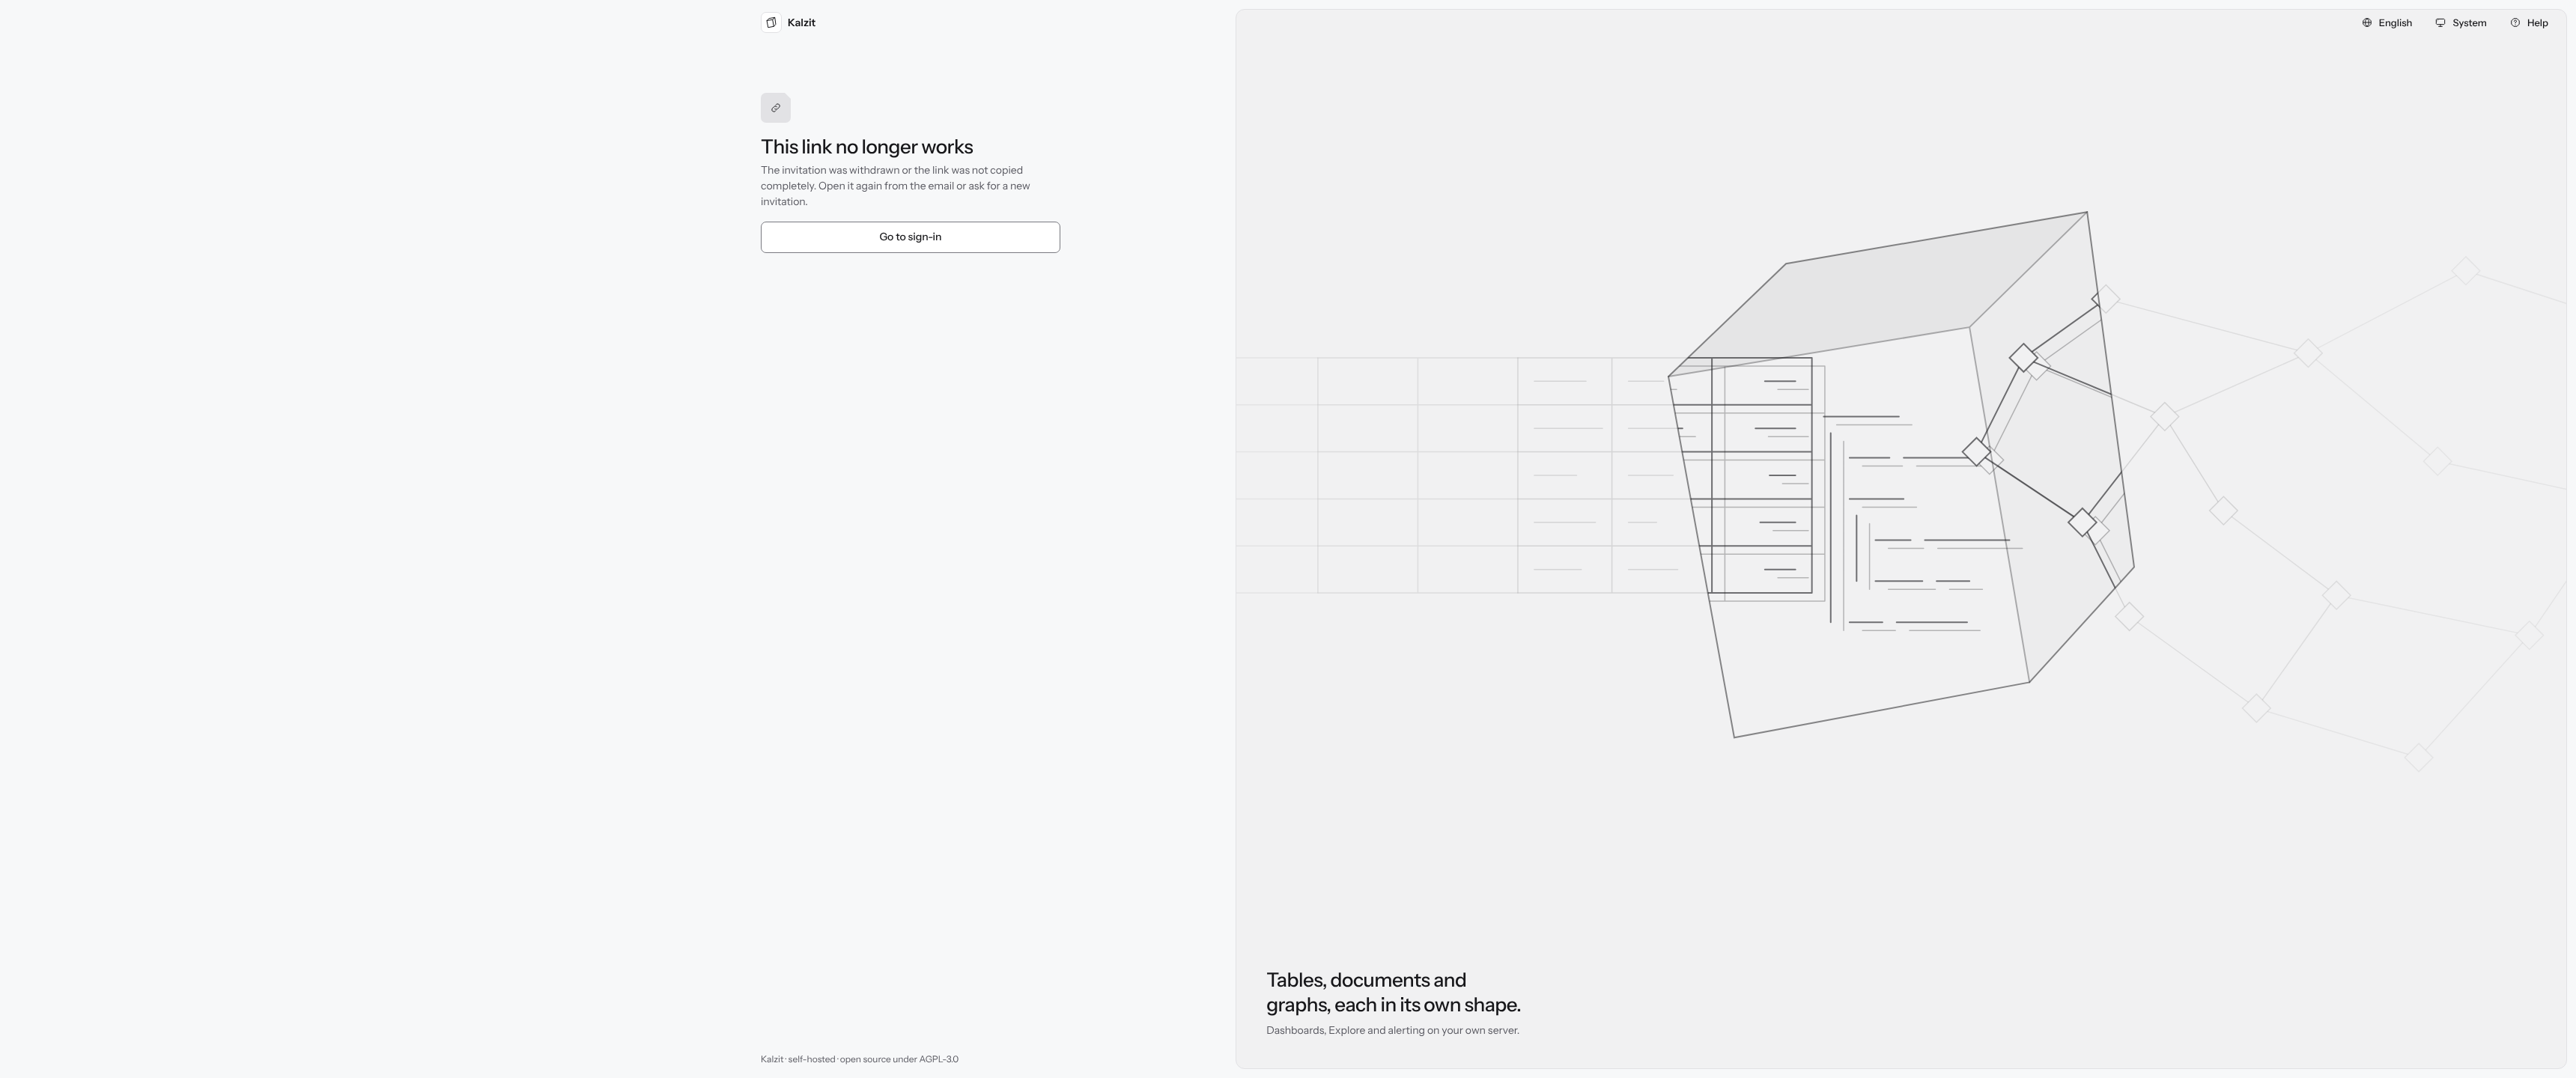 Kalzit
English
System
Help
This link no longer works
The invitation was withdrawn or the link was not copied
completely. Open it again from the email or ask for a new
invitation.
Go to sign-in
Tables, documents and
graphs, each in its own shape.
Dashboards, Explore and alerting on your own server.
Kalzit · self-hosted · open source under AGPL-3.0